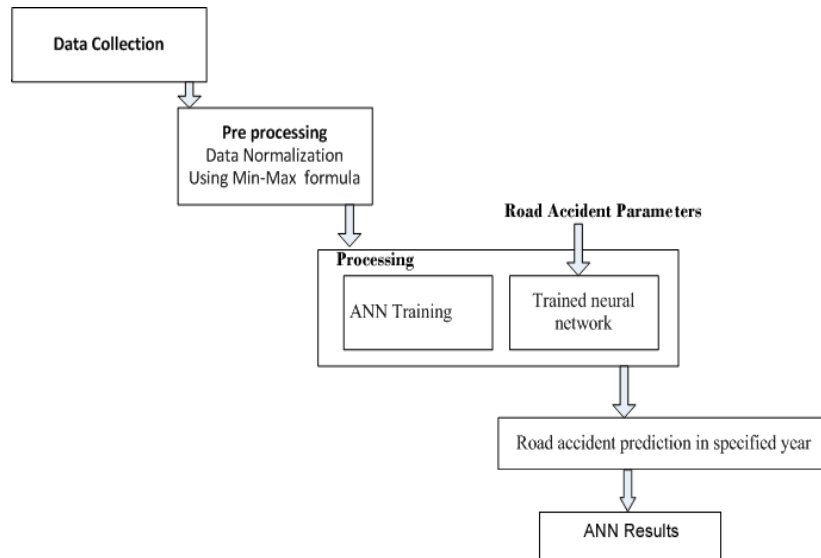 Data Collection
Pre processing
Data Normalization
Using Min-Max formula
Road Accident Parameters
Processing
ANN Training
Trained neural
network
Road accident prediction in specified year
ANN Results